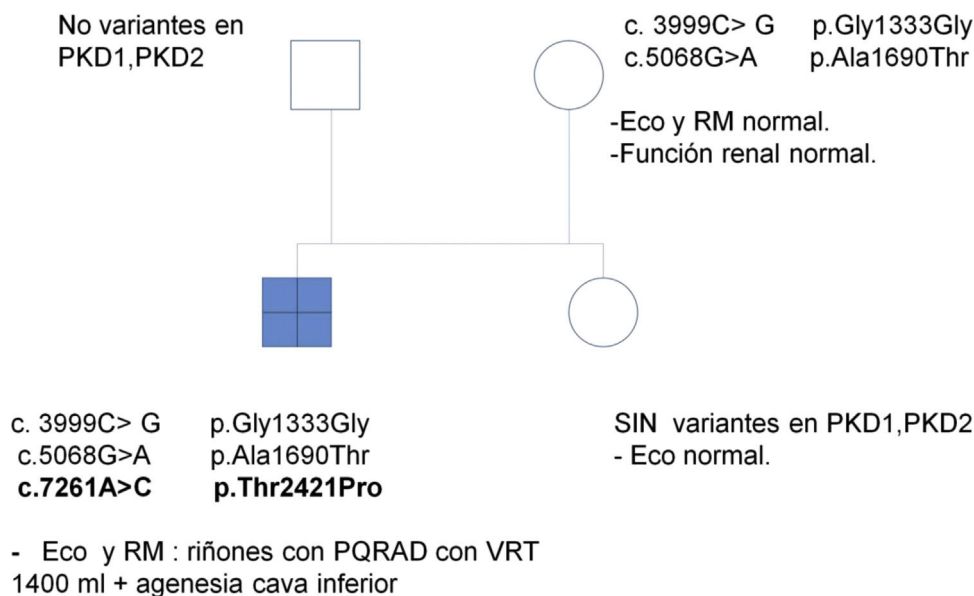 No variantes en
PKD1,PKD2
c. 3999C> G p.Gly1333Gly
c.5068G>A p.Ala1690Thr
-Eco y RM normal.
-Función renal normal.
c. 3999C> G p.Gly1333Gly
c.5068G>A p.Ala1690Thr
c.7261A>C p.Thr2421Pro
- Eco y RM : riñones con PQRAD con VRT
1400 ml + agenesia cava inferior
SIN variantes en PKD1,PKD2
- Eco normal.